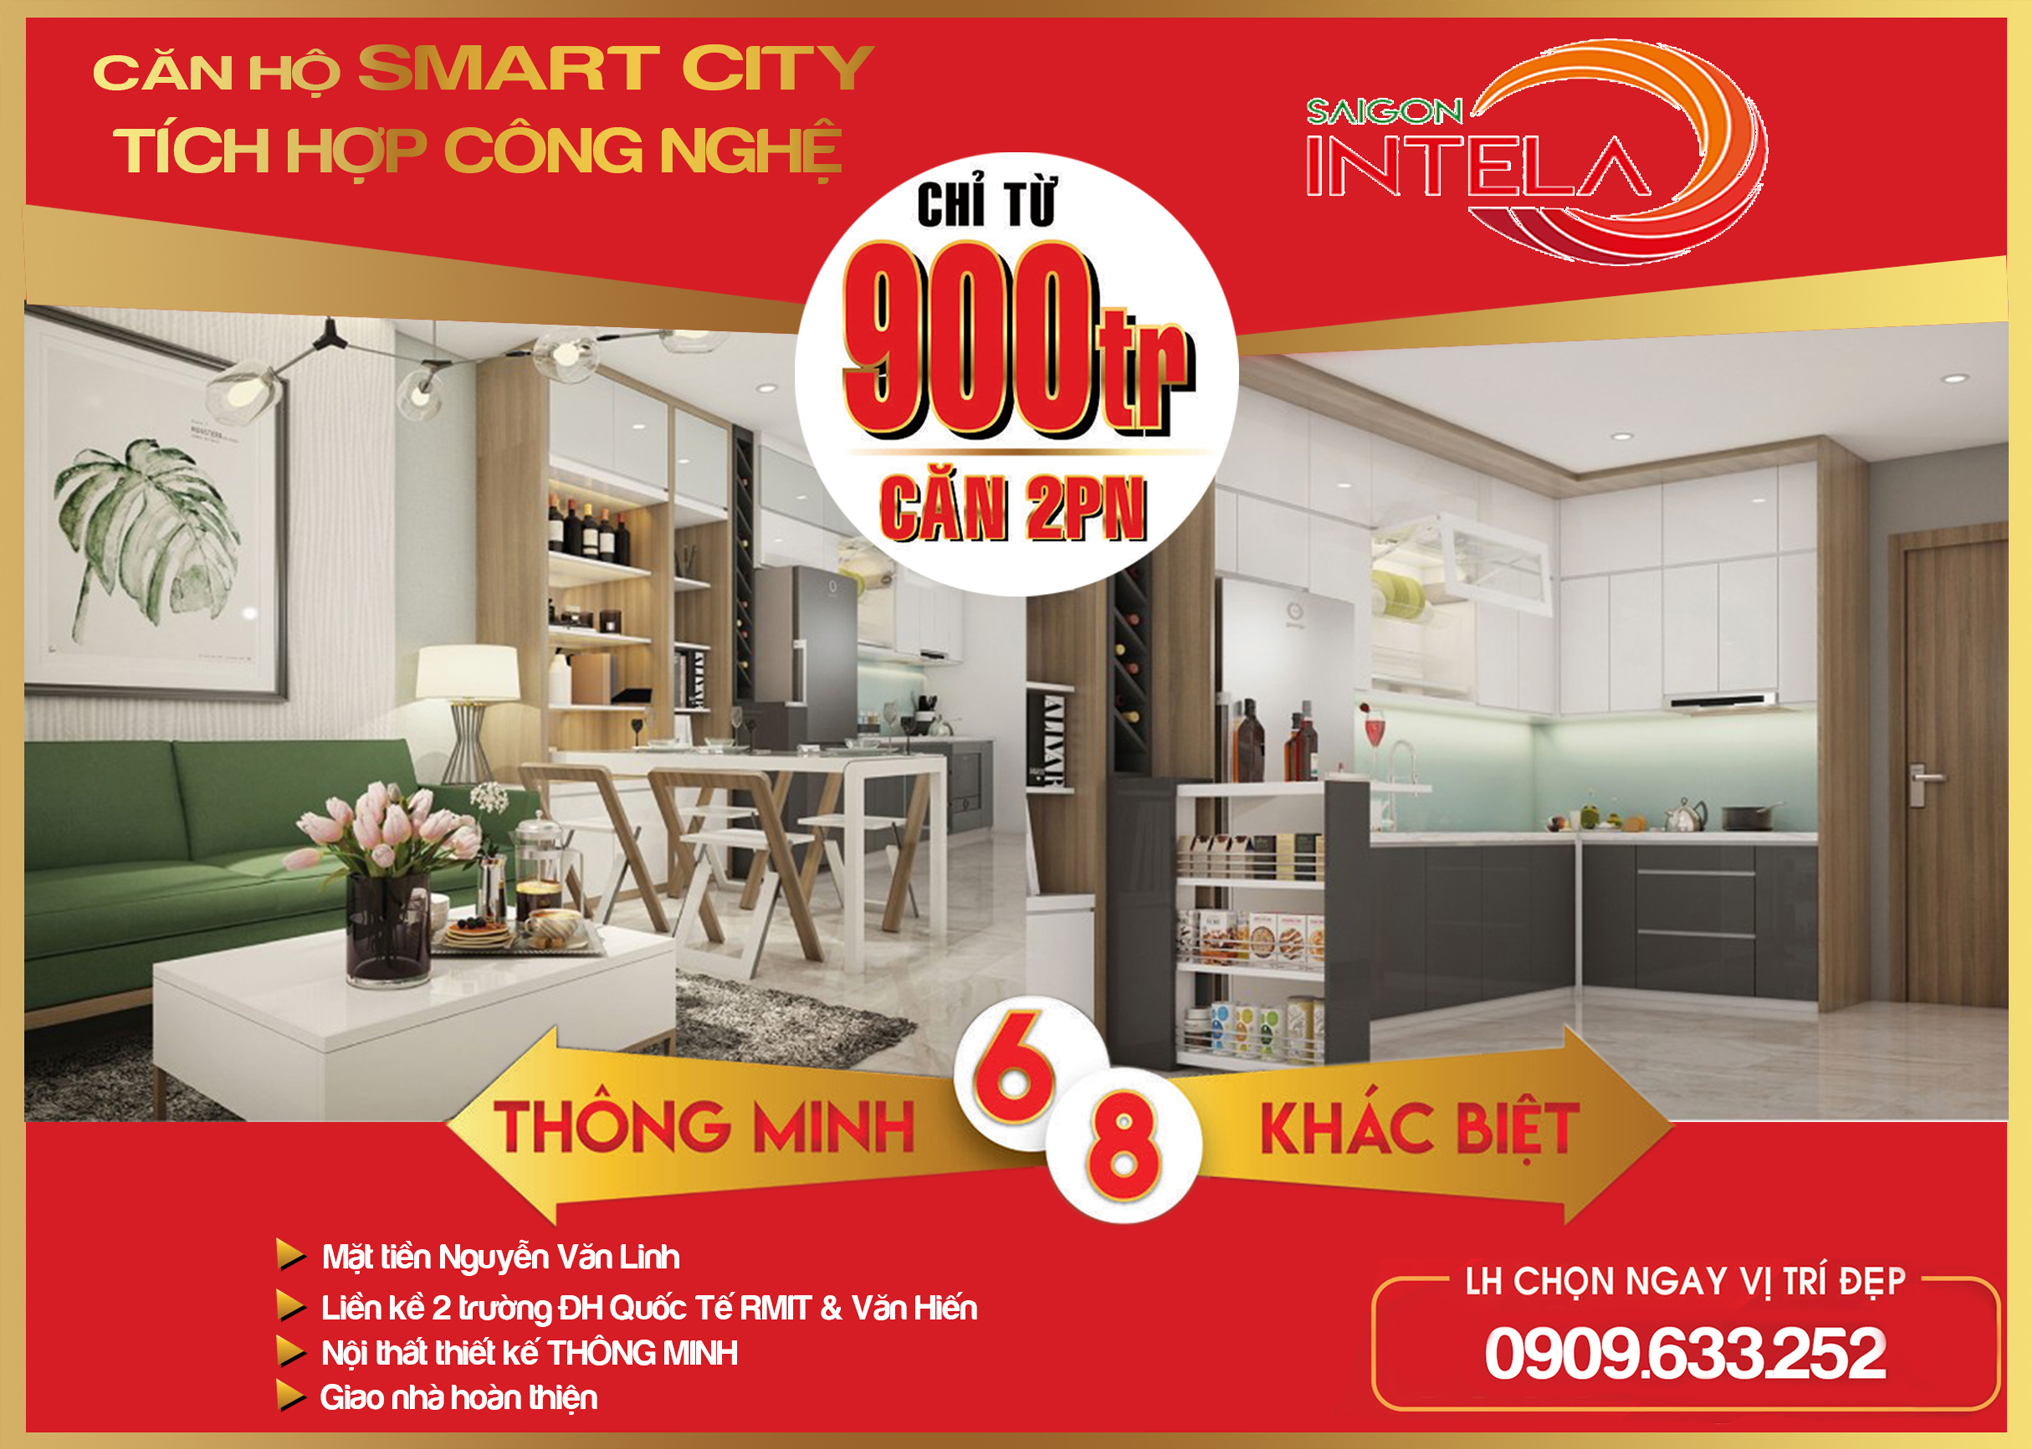 CĂN HỘ SMART CITY
TÍCH HỢP CÔNG NGHỆ
SAIGON
INTELA
CHỈ TỪ
900tr
CĂN 2PN
THÔNG MINH
68
KHÁC BIỆT
Mặt tiền Nguyễn Văn Linh
Liền kề 2 trường ĐH Quốc Tế RMIT & Văn Hiến
Nội thất thiết kế THÔNG MINH
Giao nhà hoàn thiện
LH CHỌN NGAY VỊ TRÍ ĐẸP
0909.633.252